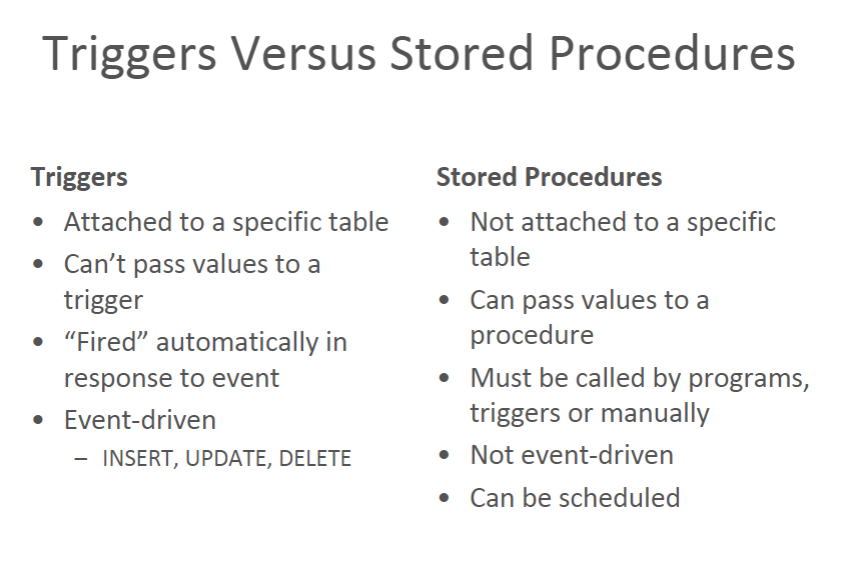 Triggers Versus Stored Procedures
Triggers
• Attached to a specific table
• Can’t pass values to a
trigger
• “Fired” automatically in
response to event
• Event-driven
– INSERT, UPDATE, DELETE
Stored Procedures
• Not attached to a specific
table
• Can pass values to a
procedure
• Must be called by programs,
triggers or manually
• Not event-driven
• Can be scheduled